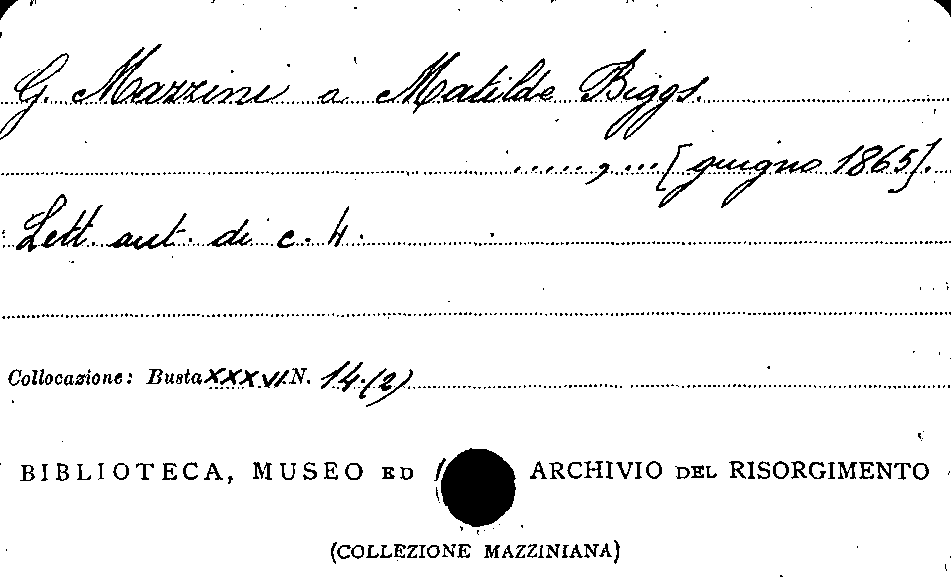 G. Mazzini a Matilde Biggs.
....., ...[giugno 1865].
Lett. aut. di c. 4.
Collocazione: Busta XXXVI N. 14.(2)
BIBLIOTECA, MUSEO ED ARCHIVIO DEL RISORGIMENTO
(COLLEZIONE MAZZINIANA)